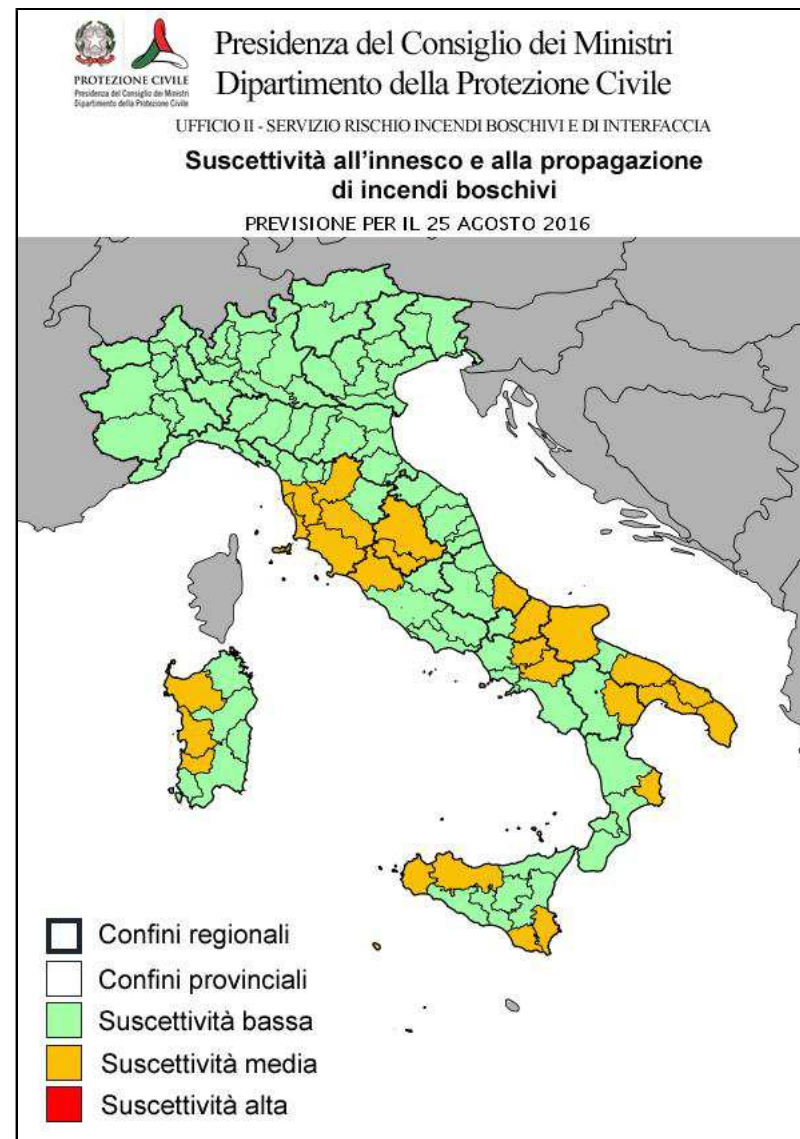 PROTEZIONE CIVILE
Presidenza del Consiglio dei Ministri
Dipartimento della Protezione Civile
Presidenza del Consiglio dei Ministri
Dipartimento della Protezione Civile
UFFICIO II - SERVIZIO RISCHIO INCENDI BOSCHIVI E DI INTERFACCIA
Suscettività all'innesco e alla propagazione
di incendi boschivi
PREVISIONE PER IL 25 AGOSTO 2016
Confini regionali
Confini provinciali
Suscettività bassa
Suscettività media
Suscettività alta